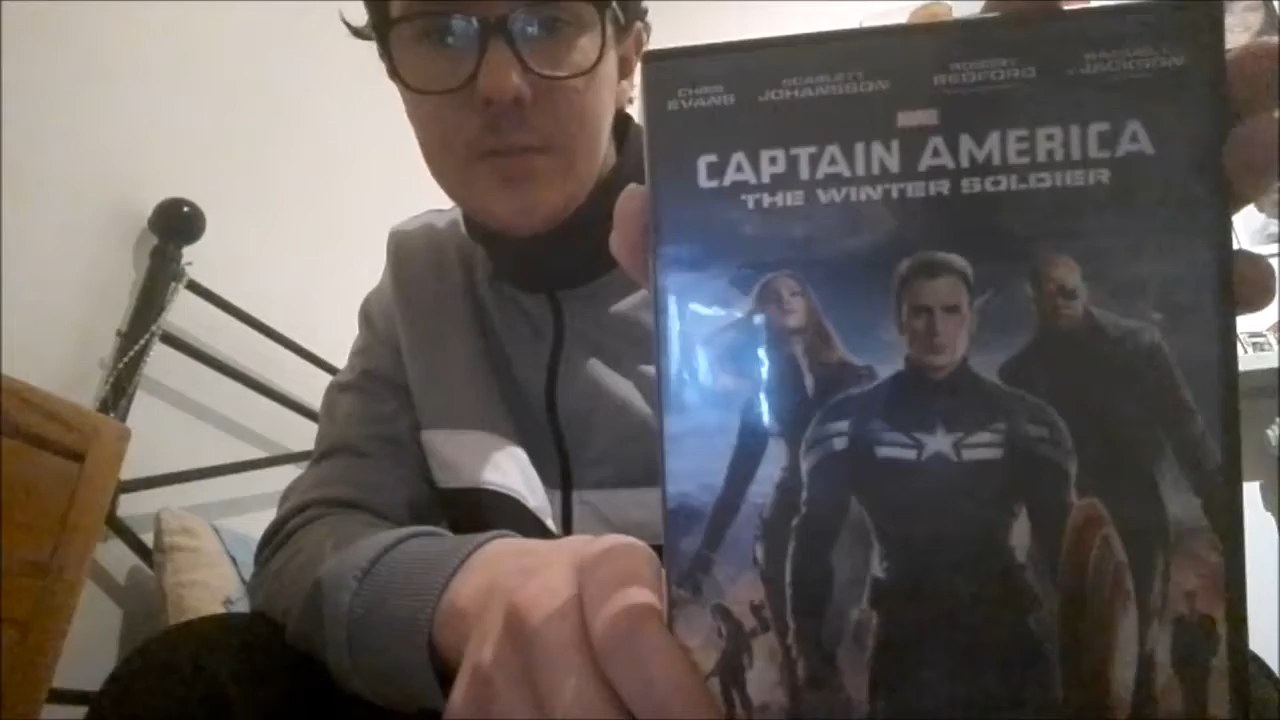 CHRIS EVANS
SCARLETT JOHANSSON
ROBERT REDFORD
SAMUEL L. JACKSON
MARVEL
CAPTAIN AMERICA
THE WINTER SOLDIER